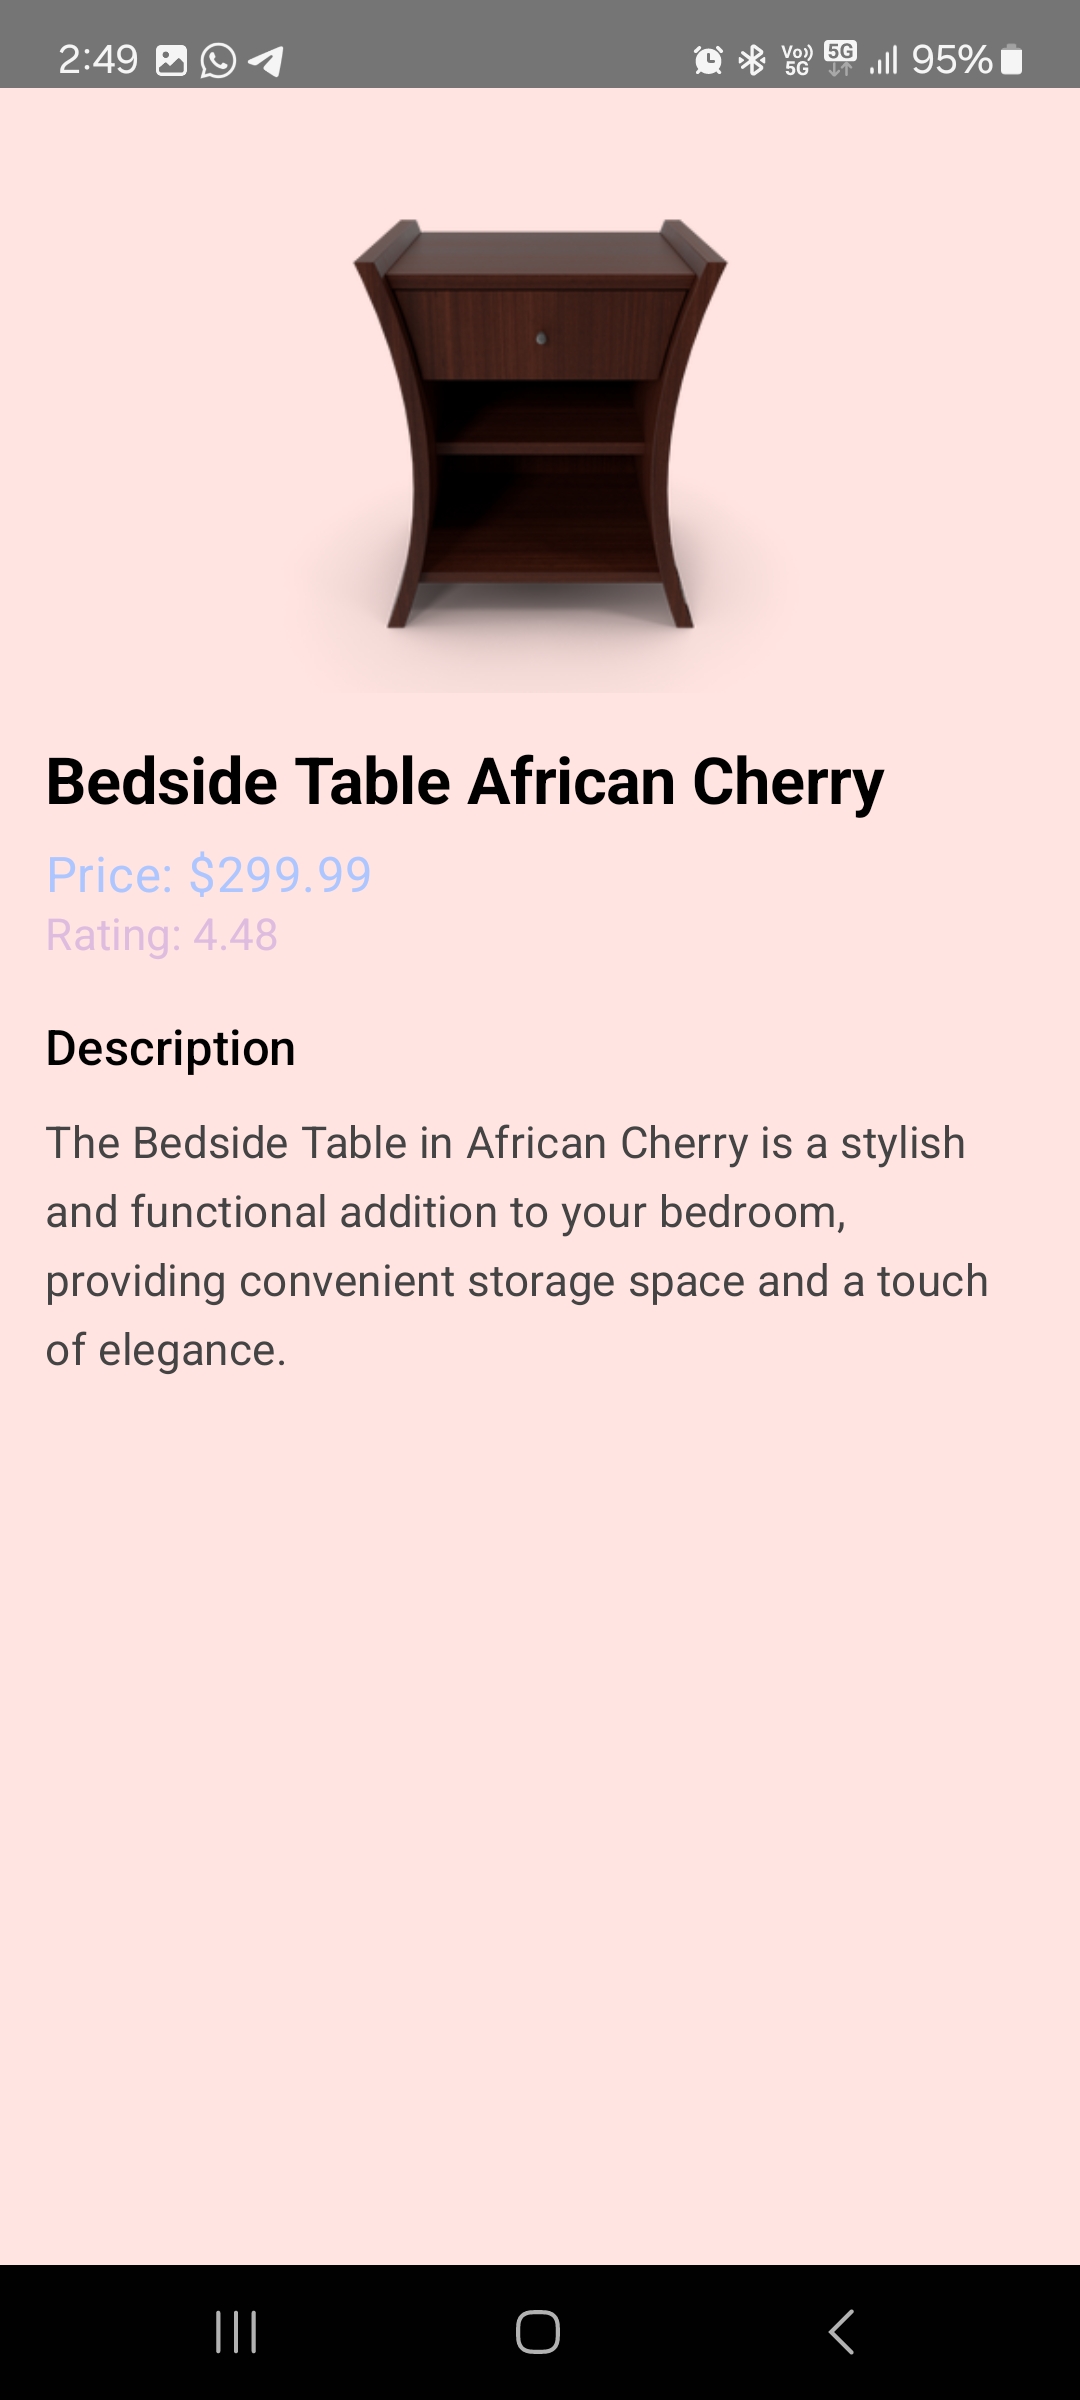 2:49
Vo)) 5G 5G 95%
Bedside Table African Cherry
Price: $299.99
Rating: 4.48
Description
The Bedside Table in African Cherry is a stylish
and functional addition to your bedroom,
providing convenient storage space and a touch
of elegance.